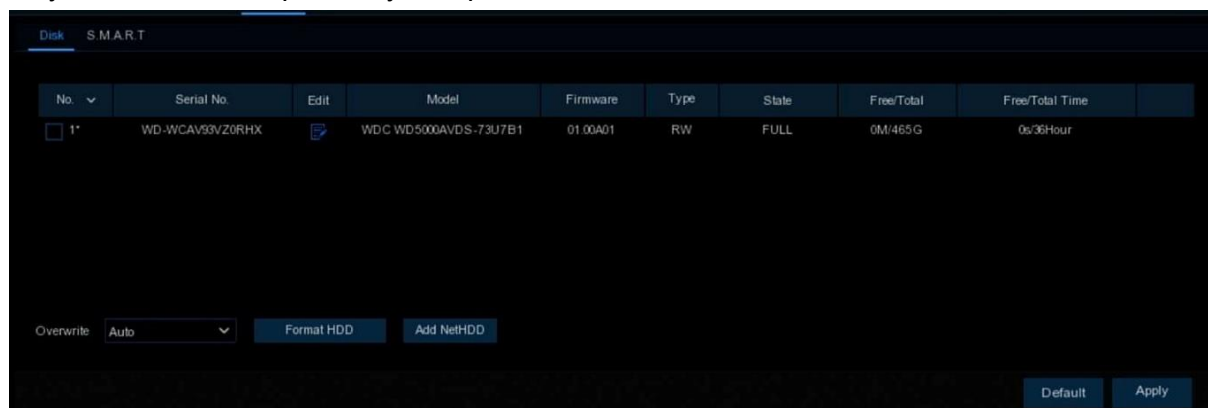 Disk S.M.A.R.T
No. Serial No. Edit Model Firmware Type State Free/Total Free/Total Time
1* WD-WCAV93VZ0RHX WDC WD5000AVDS-73U7B1 01.00A01 RW FULL 0M/465G 0s/36Hour
Overwrite Auto Format HDD Add NetHDD
Default Apply